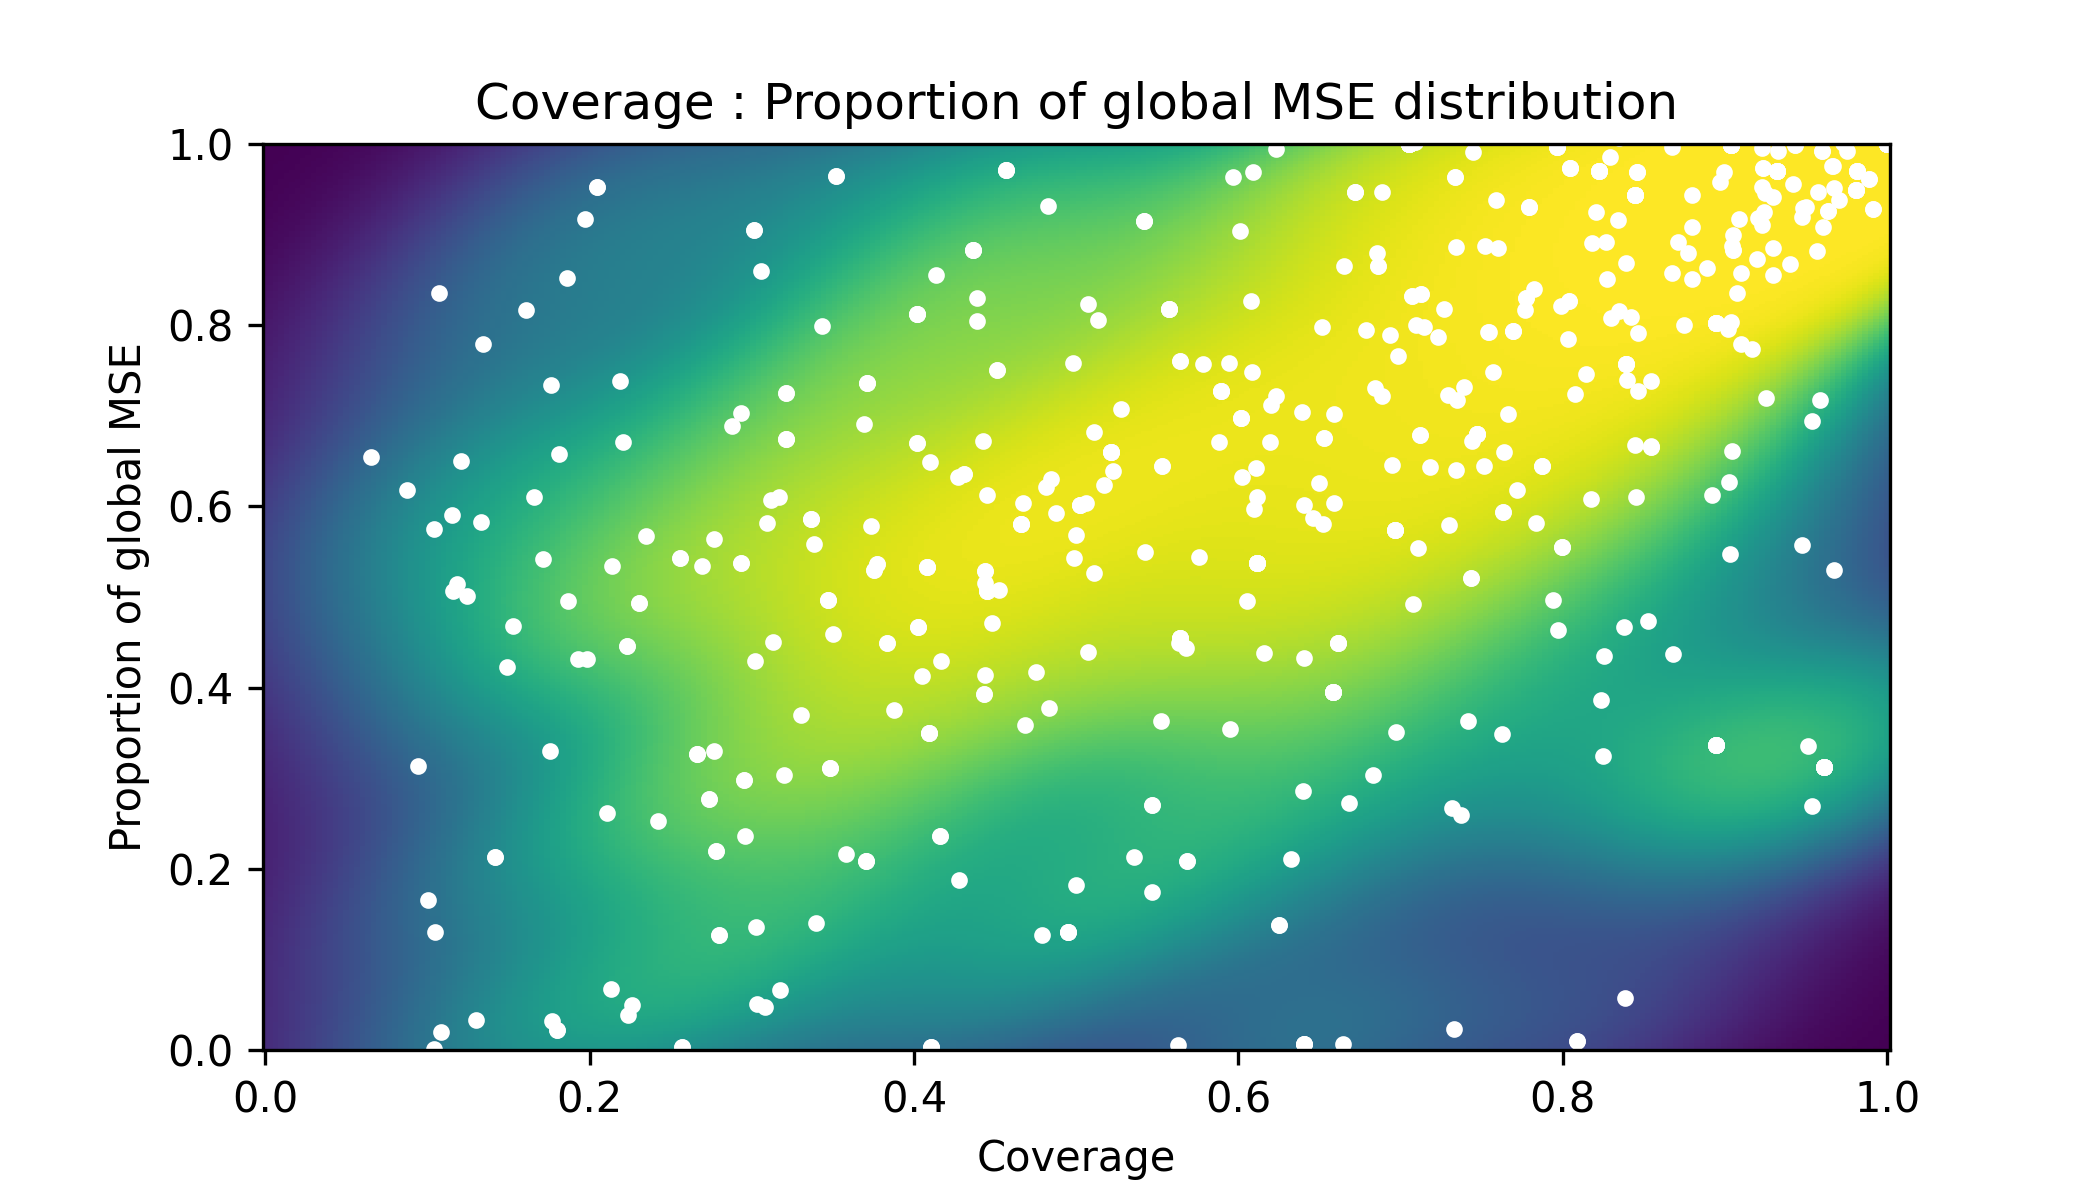 Coverage : Proportion of global MSE distribution
1.0
0.8
0.6
0.4
0.2
0.0
Proportion of global MSE
0.0 0.2 0.4 0.6 0.8 1.0
Coverage